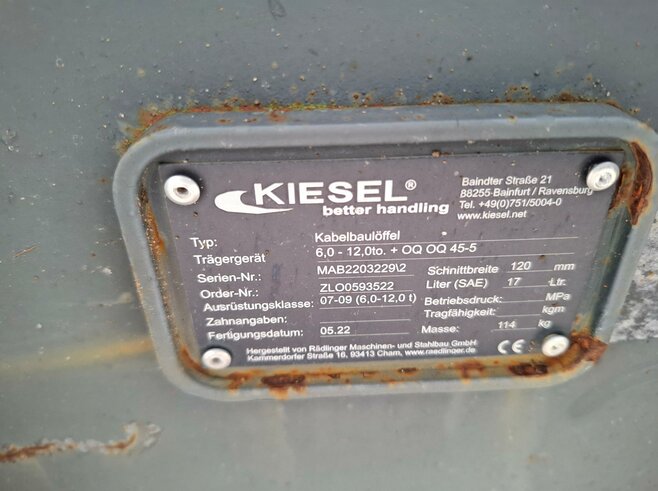 KIESEL®
better handling
Baindter Straße 21
88255-Bainfurt / Ravensburg
Tel. +49(0)751/5004-0
www.kiesel.net
Typ: Kabelbaulöffel
Trägergerät 6,0 - 12,0to. + OQ OQ 45-5
Serien-Nr.: MAB2203229\2 Schnittbreite 120 mm
Order-Nr.: ZLO0593522 Liter (SAE) 17 Ltr.
Ausrüstungsklasse: 07-09 (6,0-12,0 t) Betriebsdruck: MPa
Zahnangaben: Tragfähigkeit: kgm
Fertigungsdatum: 05.22 Masse: 114 kg
Hergestellt von Rädlinger Maschinen- und Stahlbau GmbH
Kammerdorfer Straße 16, 93413 Cham, www.raedlinger.de
CE